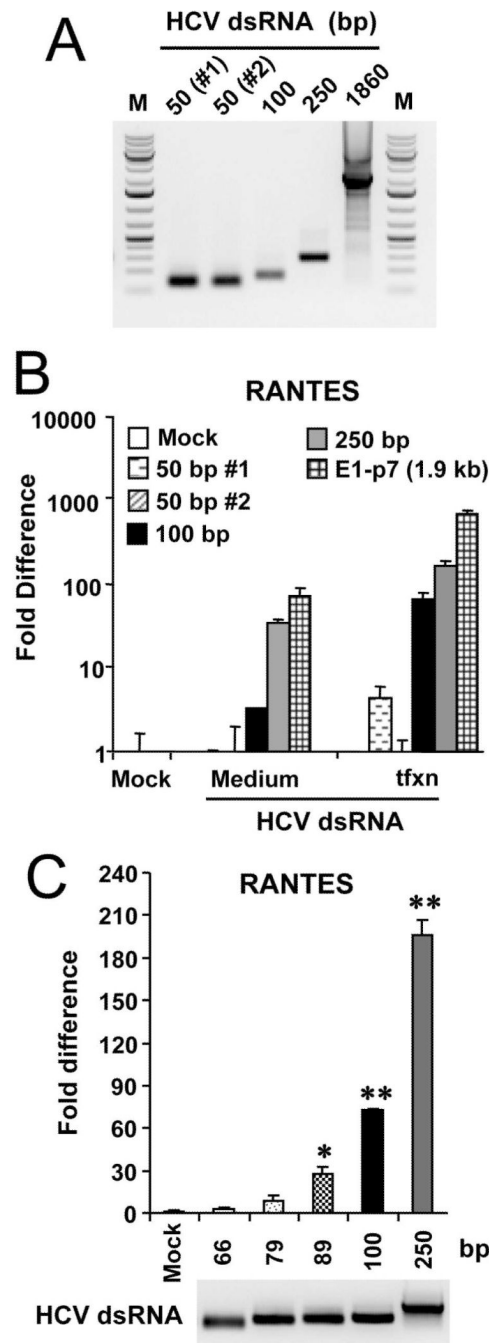 A
HCV dsRNA (bp)
M 50 (#1) 50 (#2) 100 250 1860 M
B
RANTES
Fold Difference
10000
1000
100
10
1
Mock
50 bp #1
50 bp #2
100 bp
250 bp
E1-p7 (1.9 kb)
Mock Medium tfxn
HCV dsRNA
C
RANTES
Fold difference
240
210
180
150
120
90
60
30
0
*
**
**
Mock 66 79 89 100 250 bp
HCV dsRNA